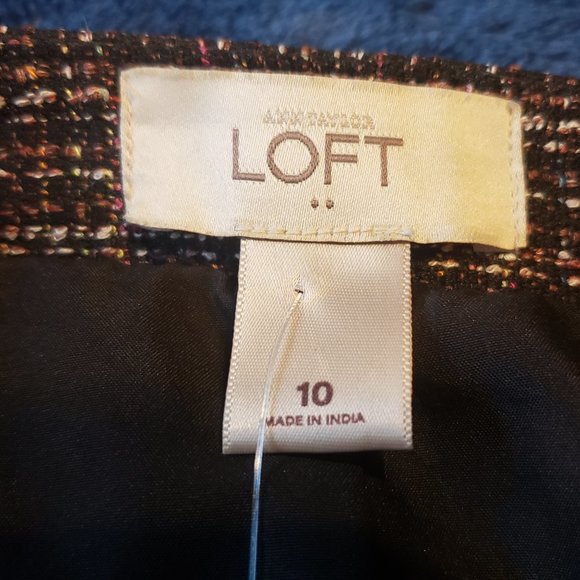 ANN TAYLOR
LOFT
10
MADE IN INDIA